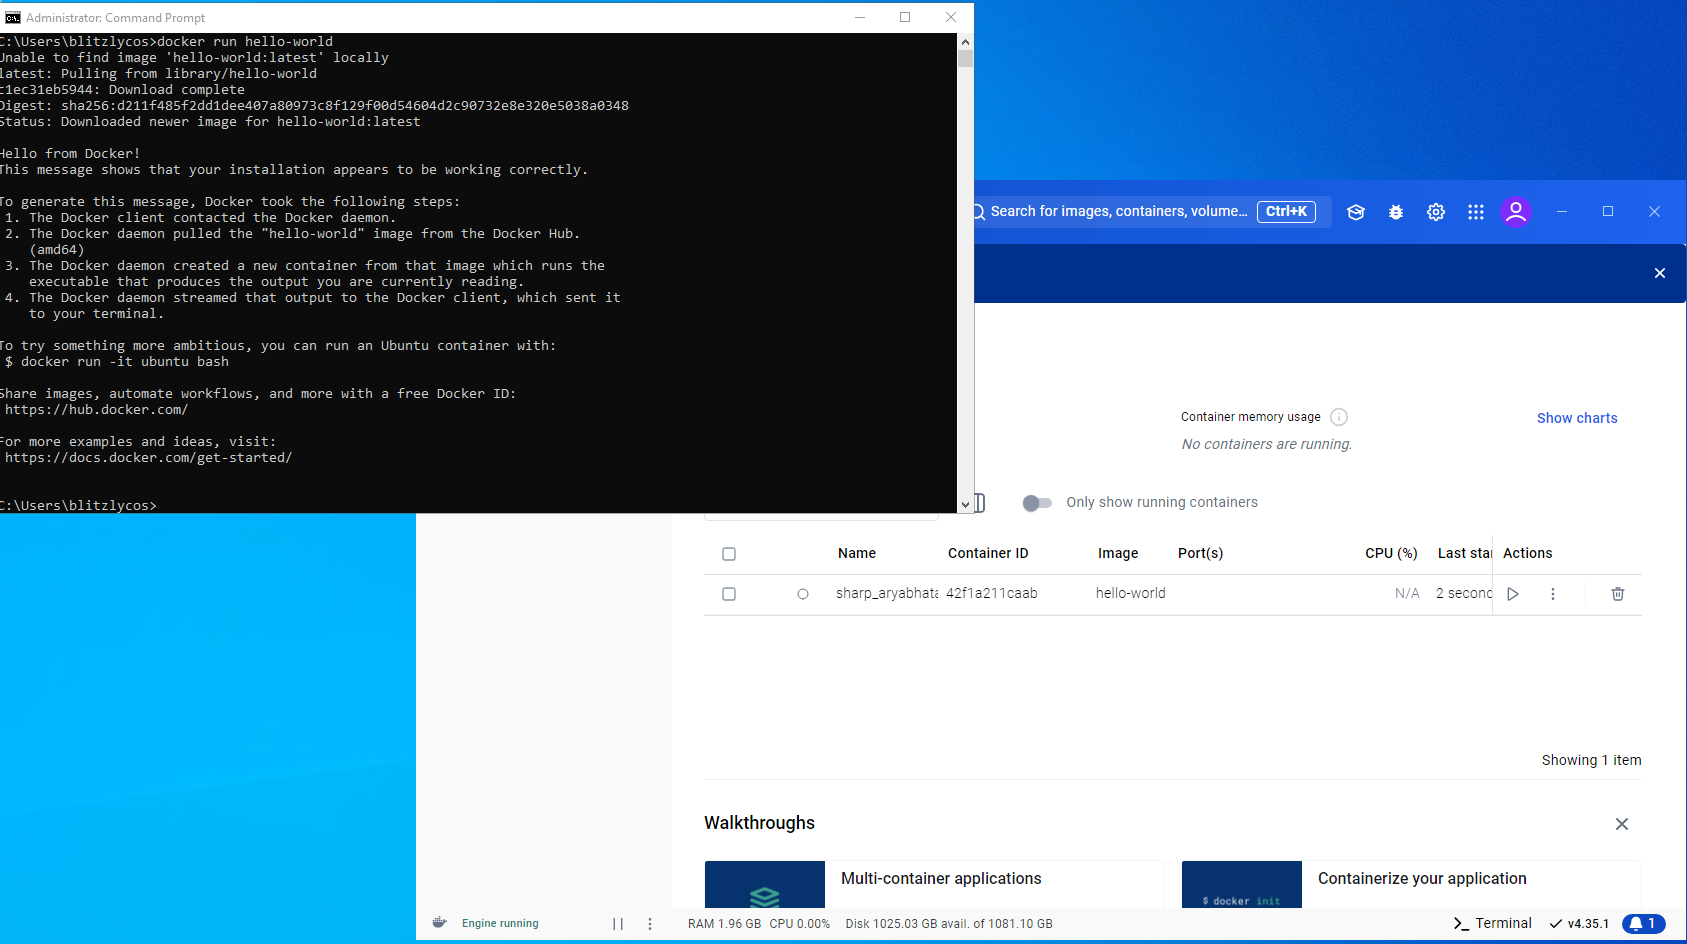 Administrator: Command Prompt
C:\Users\blitzlycos>docker run hello-world
Unable to find image 'hello-world:latest' locally
latest: Pulling from library/hello-world
c1ec31eb5944: Download complete
Digest: sha256:d211f485f2dd1dee407a80973c8f129f00d54604d2c90732e8e320e5038a0348
Status: Downloaded newer image for hello-world:latest
Hello from Docker!
This message shows that your installation appears to be working correctly.
To generate this message, Docker took the following steps:
1. The Docker client contacted the Docker daemon.
2. The Docker daemon pulled the "hello-world" image from the Docker Hub.
(amd64)
3. The Docker daemon created a new container from that image which runs the
executable that produces the output you are currently reading.
4. The Docker daemon streamed that output to the Docker client, which sent it
to your terminal.
To try something more ambitious, you can run an Ubuntu container with:
$ docker run -it ubuntu bash
Share images, automate workflows, and more with a free Docker ID:
https://hub.docker.com/
For more examples and ideas, visit:
https://docs.docker.com/get-started/
C:\Users\blitzlycos>
Search for images, containers, volume... Ctrl+K
Container memory usage
No containers are running.
Show charts
Only show running containers
Name Container ID Image Port(s) CPU (%) Last sta Actions
sharp_aryabhata 42f1a211caab hello-world N/A 2 second
Showing 1 item
Walkthroughs
Multi-container applications
Containerize your application
$ docker init
Engine running
RAM 1.96 GB CPU 0.00% Disk 1025.03 GB avail. of 1081.10 GB
Terminal v4.35.1 1